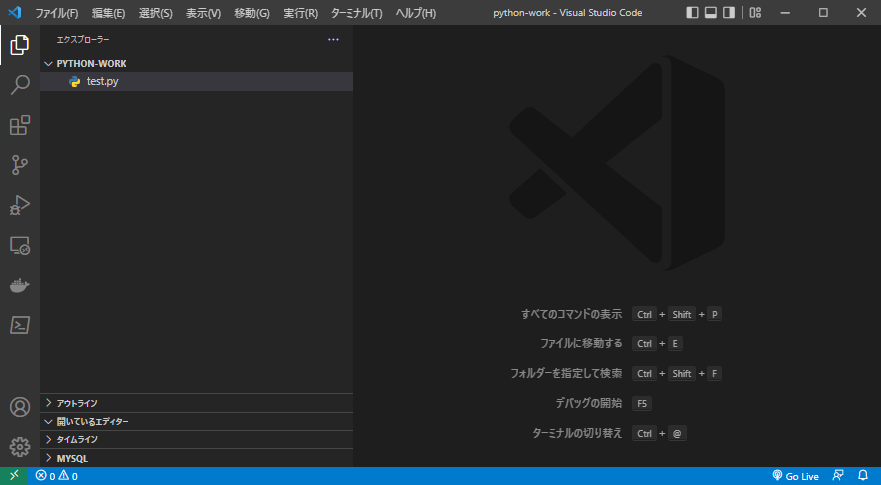 ファイル(F) 編集(E) 選択(S) 表示(V) 移動(G) 実行(R) ターミナル(T) ヘルプ(H) python-work - Visual Studio Code
エクスプローラー ...
PYTHON-WORK
test.py
すべてのコマンドの表示 Ctrl + Shift + P
ファイルに移動する Ctrl + E
フォルダーを指定して検索 Ctrl + Shift + F
デバッグの開始 F5
ターミナルの切り替え Ctrl + @
アウトライン
開いているエディター
タイムライン
MYSQL
0 0 Go Live